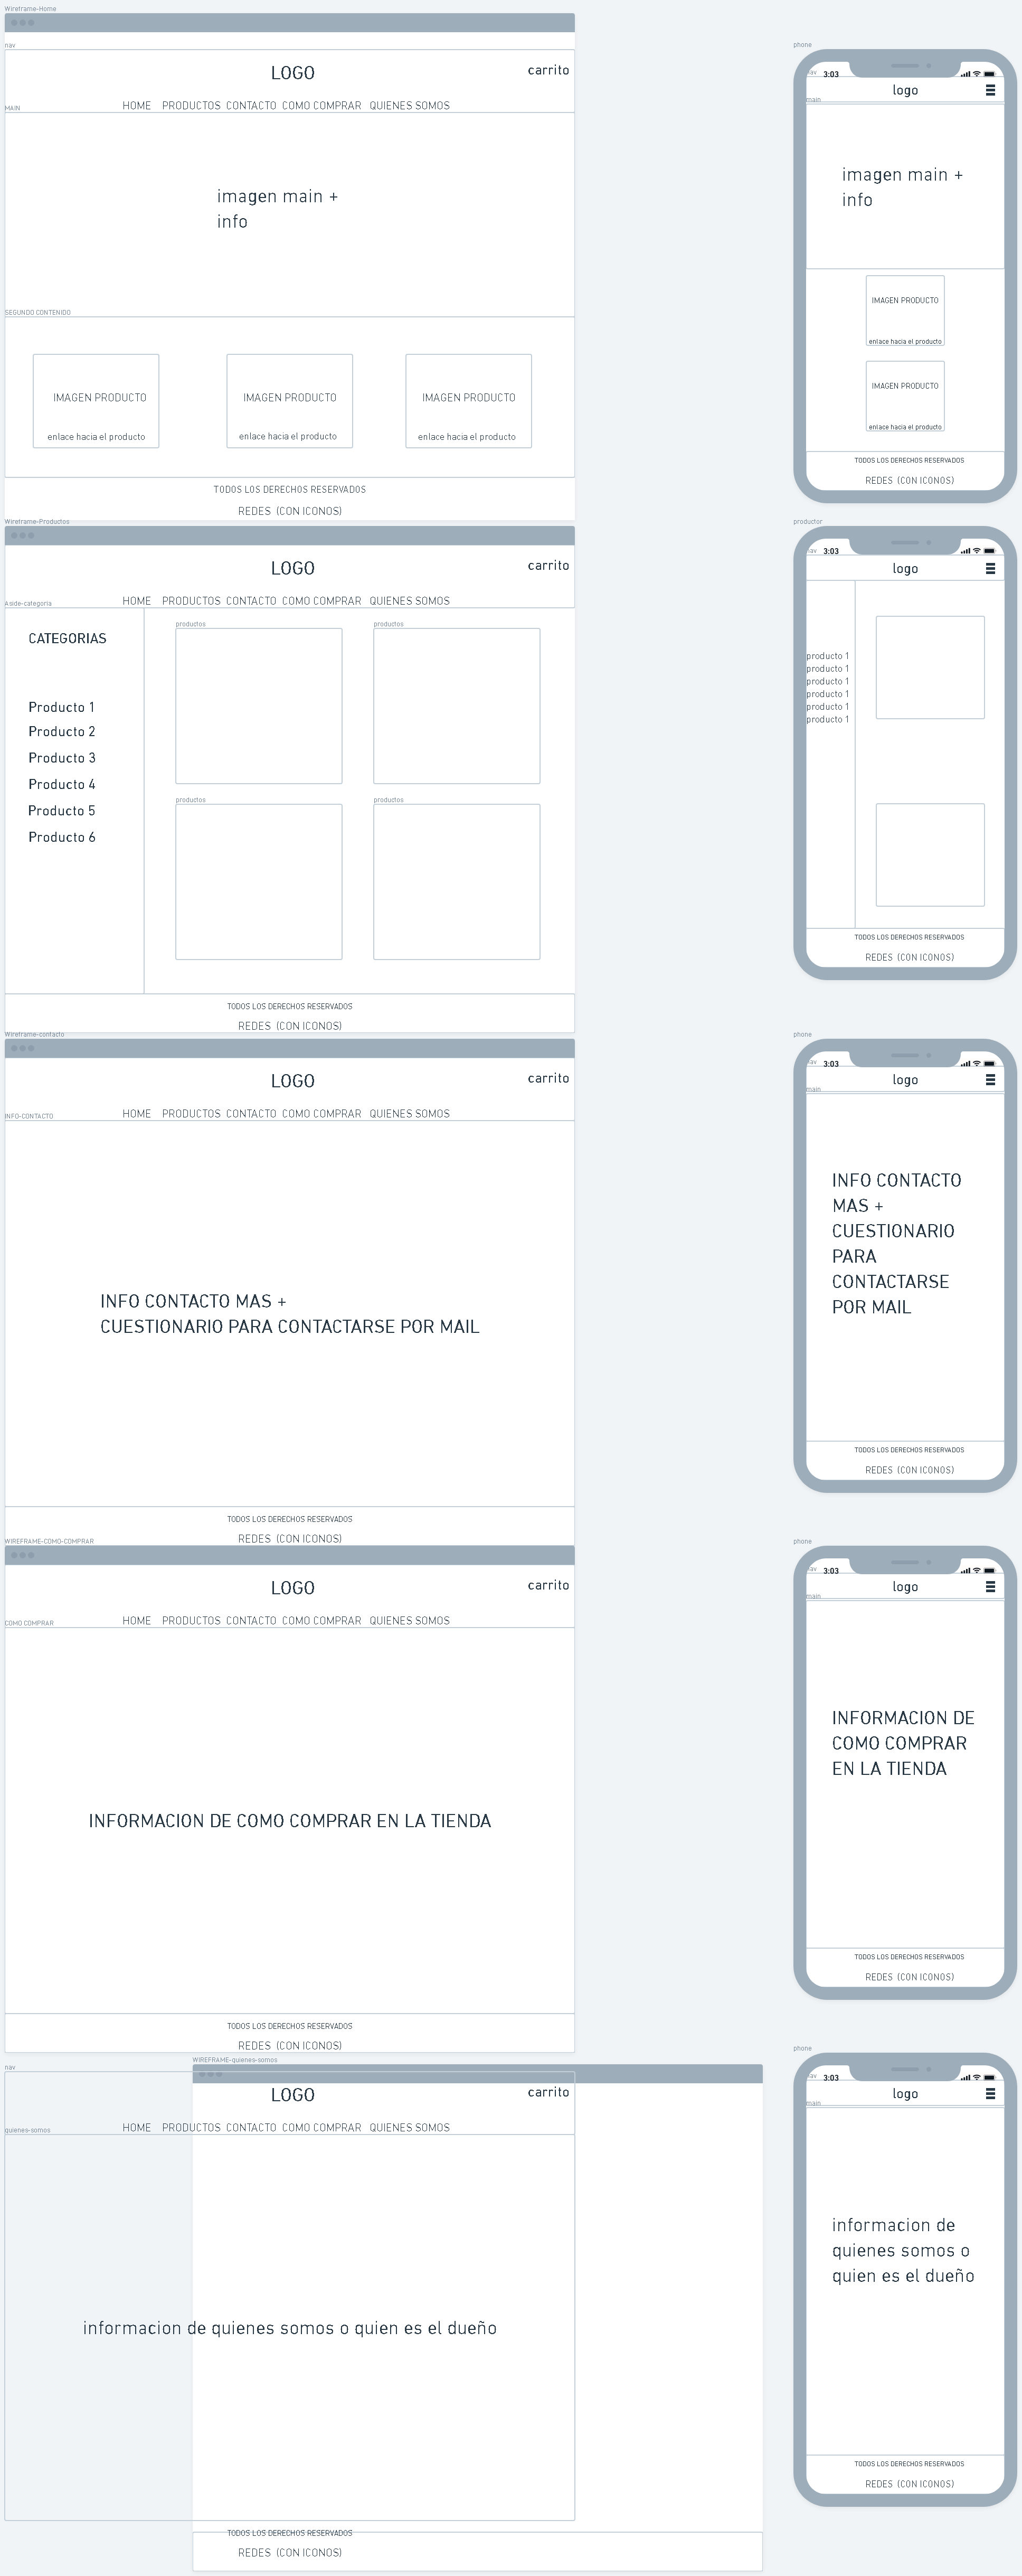 Wireframe-Home
nav
LOGO
carrito
HOME PRODUCTOS CONTACTO COMO COMPRAR QUIENES SOMOS
MAIN
imagen main +
info
SEGUNDO CONTENIDO
IMAGEN PRODUCTO
enlace hacia el producto
IMAGEN PRODUCTO
enlace hacia el producto
IMAGEN PRODUCTO
enlace hacia el producto
TODOS LOS DERECHOS RESERVADOS
REDES (CON ICONOS)
phone
nav
3:03
logo
main
imagen main +
info
IMAGEN PRODUCTO
enlace hacia el producto
IMAGEN PRODUCTO
enlace hacia el producto
TODOS LOS DERECHOS RESERVADOS
REDES (CON ICONOS)
Wireframe-Productos
LOGO
carrito
HOME PRODUCTOS CONTACTO COMO COMPRAR QUIENES SOMOS
Aside-categoria
CATEGORIAS
Producto 1
Producto 2
Producto 3
Producto 4
Producto 5
Producto 6
productos
productos
productos
productos
TODOS LOS DERECHOS RESERVADOS
REDES (CON ICONOS)
productor
nav
3:03
logo
producto 1
producto 1
producto 1
producto 1
producto 1
producto 1
TODOS LOS DERECHOS RESERVADOS
REDES (CON ICONOS)
Wireframe-contacto
LOGO
carrito
HOME PRODUCTOS CONTACTO COMO COMPRAR QUIENES SOMOS
INFO-CONTACTO
INFO CONTACTO MAS +
CUESTIONARIO PARA CONTACTARSE POR MAIL
TODOS LOS DERECHOS RESERVADOS
REDES (CON ICONOS)
phone
nav
3:03
logo
main
INFO CONTACTO
MAS +
CUESTIONARIO
PARA
CONTACTARSE
POR MAIL
TODOS LOS DERECHOS RESERVADOS
REDES (CON ICONOS)
WIREFRAME-COMO-COMPRAR
LOGO
carrito
HOME PRODUCTOS CONTACTO COMO COMPRAR QUIENES SOMOS
COMO COMPRAR
INFORMACION DE COMO COMPRAR EN LA TIENDA
TODOS LOS DERECHOS RESERVADOS
REDES (CON ICONOS)
phone
nav
3:03
logo
main
INFORMACION DE
COMO COMPRAR
EN LA TIENDA
TODOS LOS DERECHOS RESERVADOS
REDES (CON ICONOS)
WIREFRAME-quienes-somos
nav
LOGO
carrito
HOME PRODUCTOS CONTACTO COMO COMPRAR QUIENES SOMOS
quienes-somos
informacion de quienes somos o quien es el dueño
TODOS LOS DERECHOS RESERVADOS
REDES (CON ICONOS)
phone
nav
3:03
logo
main
informacion de
quienes somos o
quien es el dueño
TODOS LOS DERECHOS RESERVADOS
REDES (CON ICONOS)